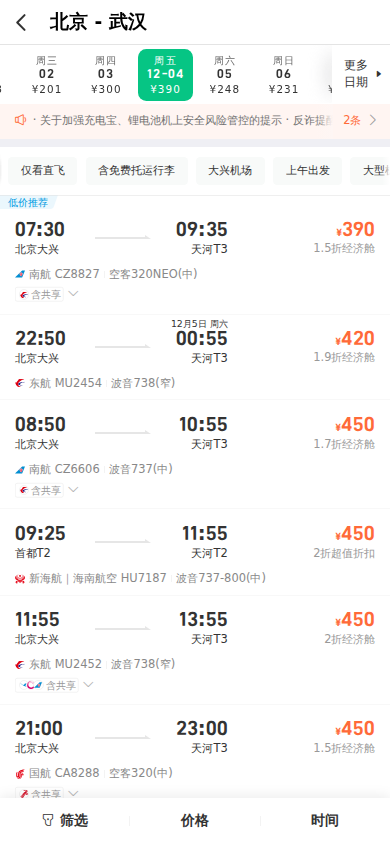 北京 - 武汉
周三 周四 周五 周六 周日
02 03 12-04 05 06
¥201 ¥300 ¥390 ¥248 ¥231
更多
日期
· 关于加强充电宝、锂电池机上安全风险管控的提示 · 反诈提 2条
仅看直飞 含免费托运行李 大兴机场 上午出发 大型
低价推荐
07:30 09:35 ¥390
北京大兴 天河T3 1.5折经济舱
南航 CZ8827 空客320NEO(中)
含共享
12月5日 周六
22:50 00:55 ¥420
北京大兴 天河T3 1.9折经济舱
东航 MU2454 波音738(窄)
08:50 10:55 ¥450
北京大兴 天河T3 1.7折经济舱
南航 CZ6606 波音737(中)
含共享
09:25 11:55 ¥450
首都T2 天河T2 2折超值折扣
新海航｜海南航空 HU7187 波音737-800(中)
11:55 13:55 ¥450
北京大兴 天河T3 2折经济舱
东航 MU2452 波音738(窄)
含共享
21:00 23:00 ¥450
北京大兴 天河T3 1.5折经济舱
国航 CA8288 空客320(中)
含共享
筛选 价格 时间